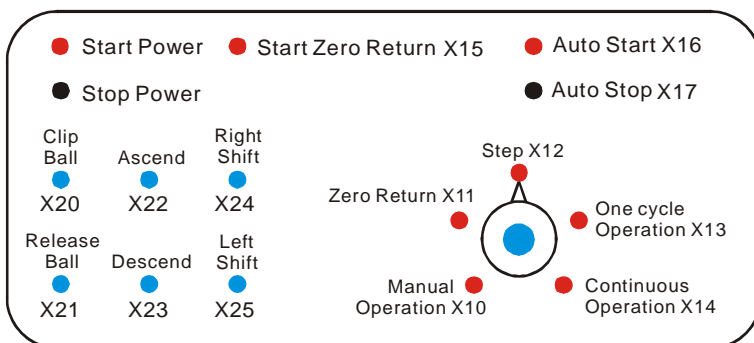 Start Power
Start Zero Return X15
Auto Start X16
Stop Power
Auto Stop X17
Clip
Ball
X20
Ascend
X22
Right
Shift
X24
Release
Ball
X21
Descend
X23
Left
Shift
X25
Step X12
Zero Return X11
One cycle
Operation X13
Manual
Operation X10
Continuous
Operation X14